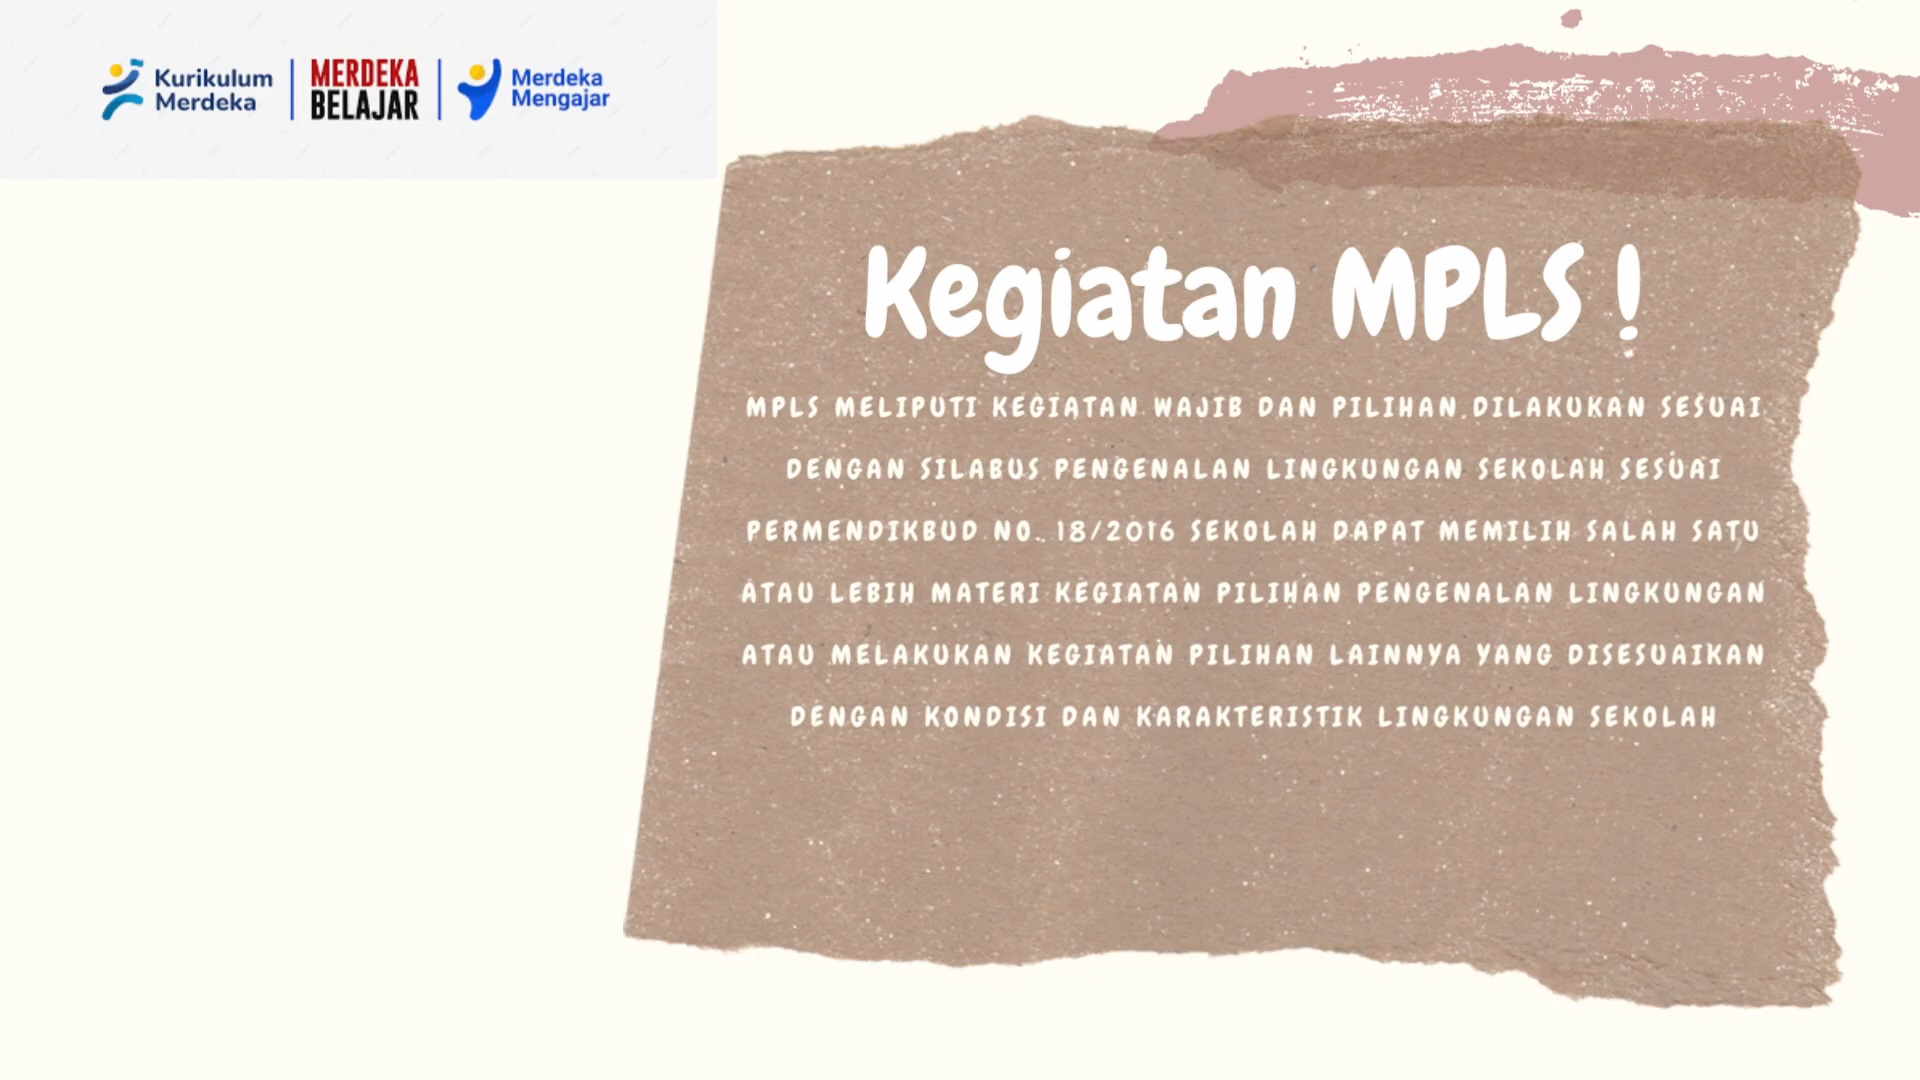 Kurikulum
Merdeka
MERDEKA
BELAJAR
Merdeka
Mengajar
Kegiatan MPLS !
MPLS MELIPUTI KEGIATAN WAJIB DAN PILIHAN DILAKUKAN SESUAI
DENGAN SILABUS PENGENALAN LINGKUNGAN SEKOLAH SESUAI
PERMENDIKBUD NO. 18/2016 SEKOLAH DAPAT MEMILIH SALAH SATU
ATAU LEBIH MATERI KEGIATAN PILIHAN PENGENALAN LINGKUNGAN
ATAU MELAKUKAN KEGIATAN PILIHAN LAINNYA YANG DISESUAIKAN
DENGAN KONDISI DAN KARAKTERISTIK LINGKUNGAN SEKOLAH